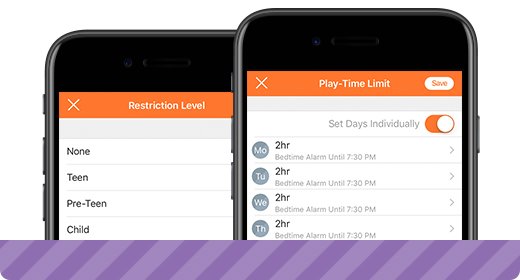 Restriction Level
None
Teen
Pre-Teen
Child
Play-Time Limit
Save
Set Days Individually
Mo
2hr
Bedtime Alarm Until 7:30 PM
Tu
2hr
Bedtime Alarm Until 7:30 PM
We
2hr
Bedtime Alarm Until 7:30 PM
Th
2hr
Bedtime Alarm Until 7:30 PM